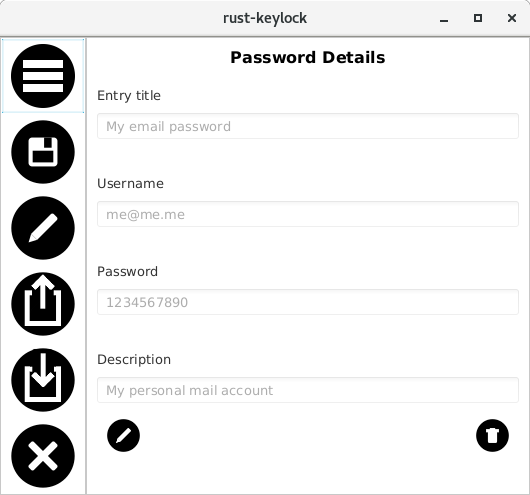 rust-keylock
Password Details
Entry title
My email password
Username
me@me.me
Password
1234567890
Description
My personal mail account